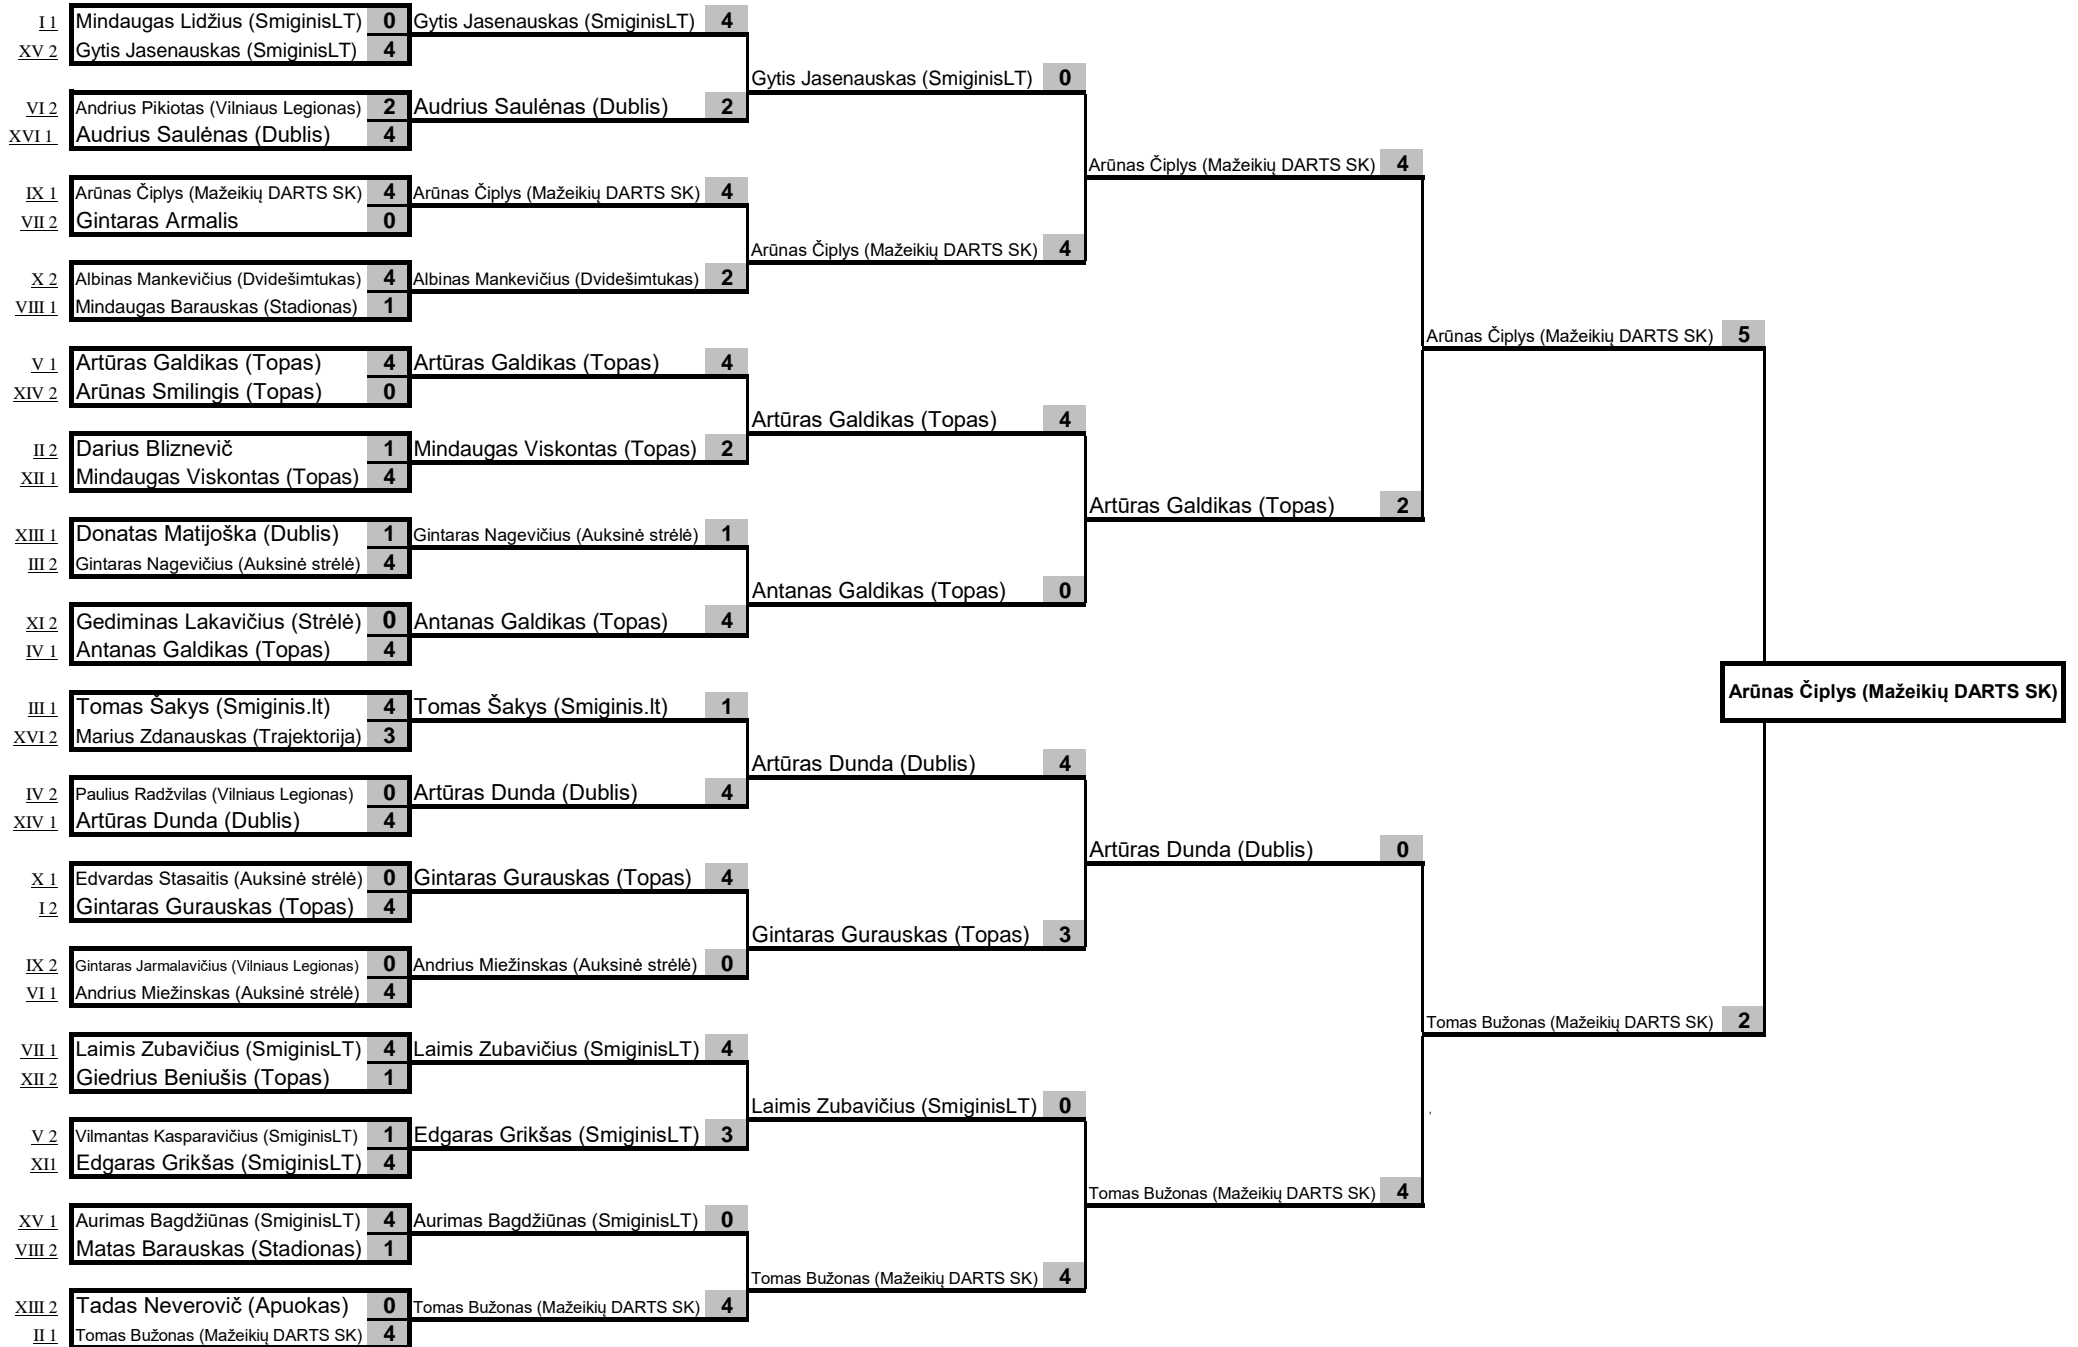 I 1 Mindaugas Lidžius (SmiginisLT) 0 Gytis Jasenauskas (SmiginisLT) 4
XV 2 Gytis Jasenauskas (SmiginisLT) 4
Gytis Jasenauskas (SmiginisLT) 0
VI 2 Andrius Pikiotas (Vilniaus Legionas) 2 Audrius Saulėnas (Dublis) 2
XVI 1 Audrius Saulėnas (Dublis) 4
Arūnas Čiplys (Mažeikių DARTS SK) 4
IX 1 Arūnas Čiplys (Mažeikių DARTS SK) 4 Arūnas Čiplys (Mažeikių DARTS SK) 4
VII 2 Gintaras Armalis 0
Arūnas Čiplys (Mažeikių DARTS SK) 4
X 2 Albinas Mankevičius (Dvidešimtukas) 4 Albinas Mankevičius (Dvidešimtukas) 2
VIII 1 Mindaugas Barauskas (Stadionas) 1
Arūnas Čiplys (Mažeikių DARTS SK) 5
V 1 Artūras Galdikas (Topas) 4 Artūras Galdikas (Topas) 4
XIV 2 Arūnas Smilingis (Topas) 0
Artūras Galdikas (Topas) 4
II 2 Darius Bliznevič 1 Mindaugas Viskontas (Topas) 2
XII 1 Mindaugas Viskontas (Topas) 4
Artūras Galdikas (Topas) 2
XIII 1 Donatas Matijoška (Dublis) 1 Gintaras Nagevičius (Auksinė strėlė) 1
III 2 Gintaras Nagevičius (Auksinė strėlė) 4
Antanas Galdikas (Topas) 0
XI 2 Gediminas Lakavičius (Strėlė) 0 Antanas Galdikas (Topas) 4
IV 1 Antanas Galdikas (Topas) 4
Arūnas Čiplys (Mažeikių DARTS SK)
III 1 Tomas Šakys (Smiginis.lt) 4 Tomas Šakys (Smiginis.lt) 1
XVI 2 Marius Zdanauskas (Trajektorija) 3
Artūras Dunda (Dublis) 4
IV 2 Paulius Radžvilas (Vilniaus Legionas) 0 Artūras Dunda (Dublis) 4
XIV 1 Artūras Dunda (Dublis) 4
Artūras Dunda (Dublis) 0
X 1 Edvardas Stasaitis (Auksinė strėlė) 0 Gintaras Gurauskas (Topas) 4
I 2 Gintaras Gurauskas (Topas) 4
Gintaras Gurauskas (Topas) 3
IX 2 Gintaras Jarmalavičius (Vilniaus Legionas) 0 Andrius Miežinskas (Auksinė strėlė) 0
VI 1 Andrius Miežinskas (Auksinė strėlė) 4
Tomas Bužonas (Mažeikių DARTS SK) 2
VII 1 Laimis Zubavičius (SmiginisLT) 4 Laimis Zubavičius (SmiginisLT) 4
XII 2 Giedrius Beniušis (Topas) 1
Laimis Zubavičius (SmiginisLT) 0
,
V 2 Vilmantas Kasparavičius (SmiginisLT) 1 Edgaras Grikšas (SmiginisLT) 3
XI1 Edgaras Grikšas (SmiginisLT) 4
Tomas Bužonas (Mažeikių DARTS SK) 4
XV 1 Aurimas Bagdžiūnas (SmiginisLT) 4 Aurimas Bagdžiūnas (SmiginisLT) 0
VIII 2 Matas Barauskas (Stadionas) 1
Tomas Bužonas (Mažeikių DARTS SK) 4
XIII 2 Tadas Neverovič (Apuokas) 0 Tomas Bužonas (Mažeikių DARTS SK) 4
II 1 Tomas Bužonas (Mažeikių DARTS SK) 4